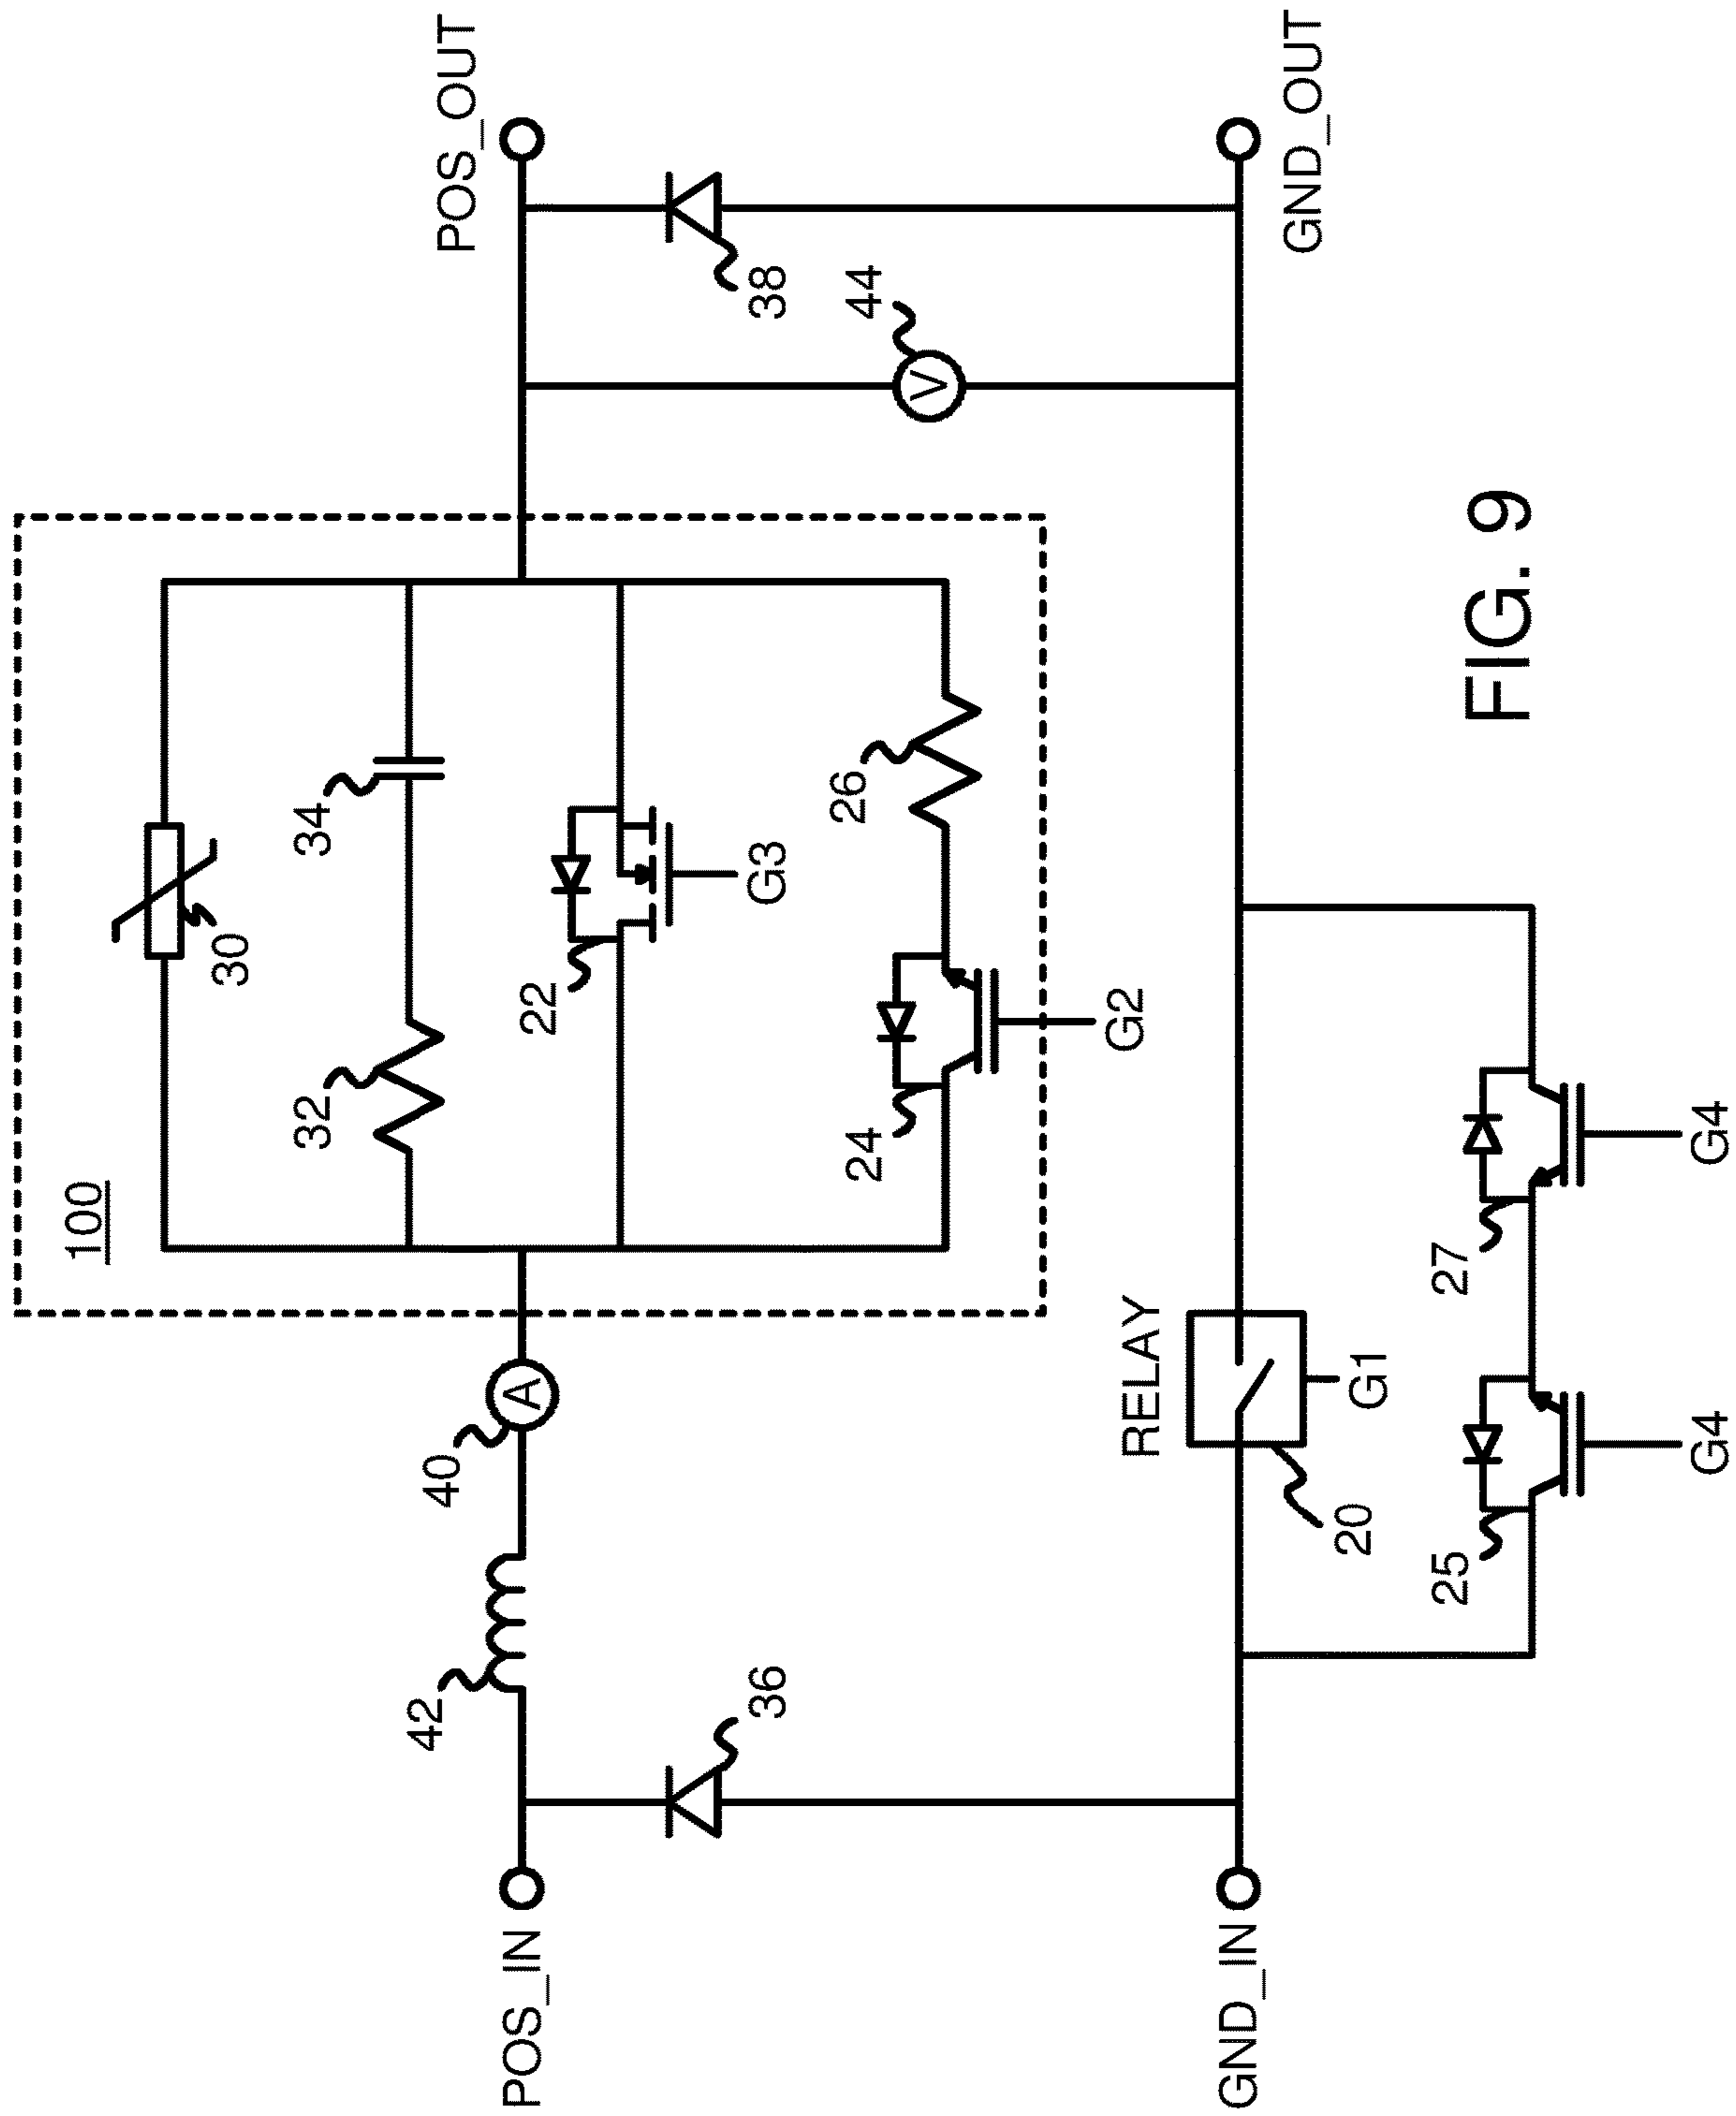 100
30
32
34
22
G3
24
26
G2
POS_IN
42
40
A
POS_OUT
36
38
44
V
RELAY
G1
20
GND_IN
GND_OUT
25
G4
27
G4
FIG. 9